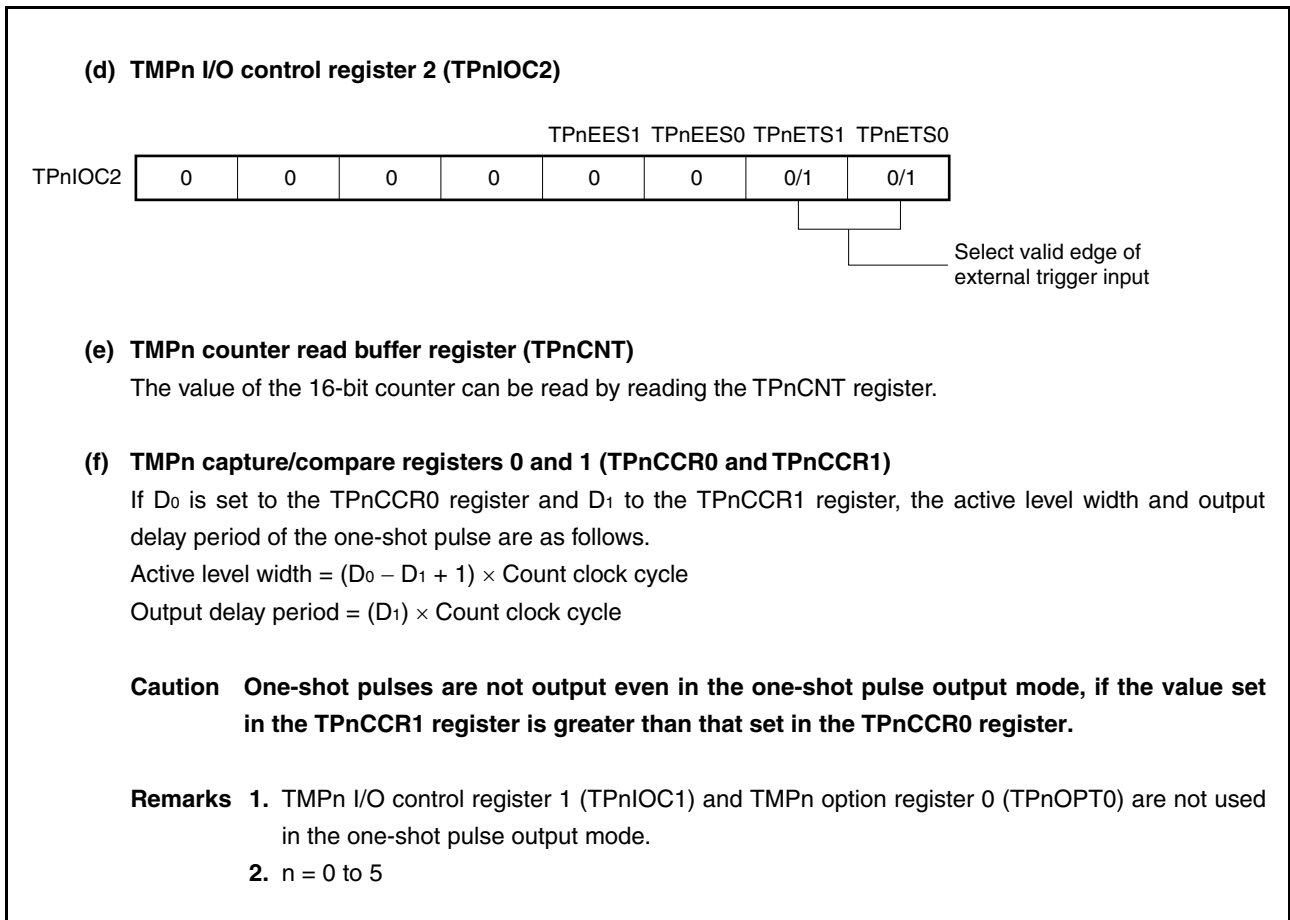 (d) TMPn I/O control register 2 (TPnIOC2)
TPnEES1 TPnEES0 TPnETS1 TPnETS0
TPnIOC2 0 0 0 0 0 0 0/1 0/1
Select valid edge of
external trigger input
(e) TMPn counter read buffer register (TPnCNT)
The value of the 16-bit counter can be read by reading the TPnCNT register.
(f) TMPn capture/compare registers 0 and 1 (TPnCCR0 and TPnCCR1)
If D0 is set to the TPnCCR0 register and D1 to the TPnCCR1 register, the active level width and output
delay period of the one-shot pulse are as follows.
Active level width = (D0 − D1 + 1) × Count clock cycle
Output delay period = (D1) × Count clock cycle
Caution One-shot pulses are not output even in the one-shot pulse output mode, if the value set
in the TPnCCR1 register is greater than that set in the TPnCCR0 register.
Remarks 1. TMPn I/O control register 1 (TPnIOC1) and TMPn option register 0 (TPnOPT0) are not used
in the one-shot pulse output mode.
2. n = 0 to 5